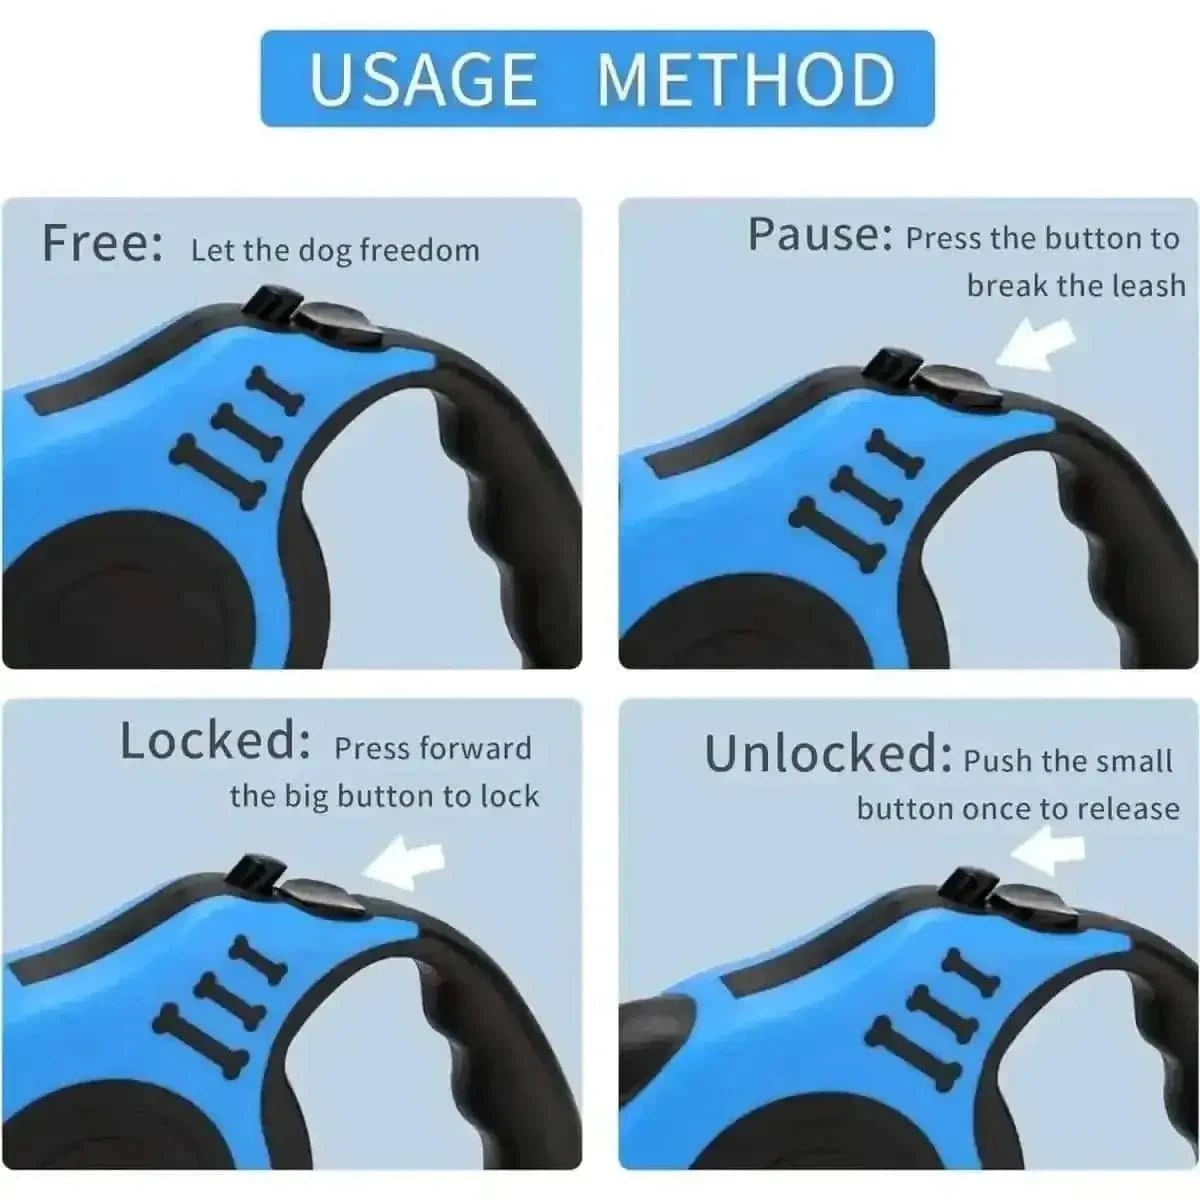 USAGE METHOD
Free: Let the dog freedom
Pause: Press the button to
break the leash
Locked: Press forward
the big button to lock
Unlocked: Push the small
button once to release